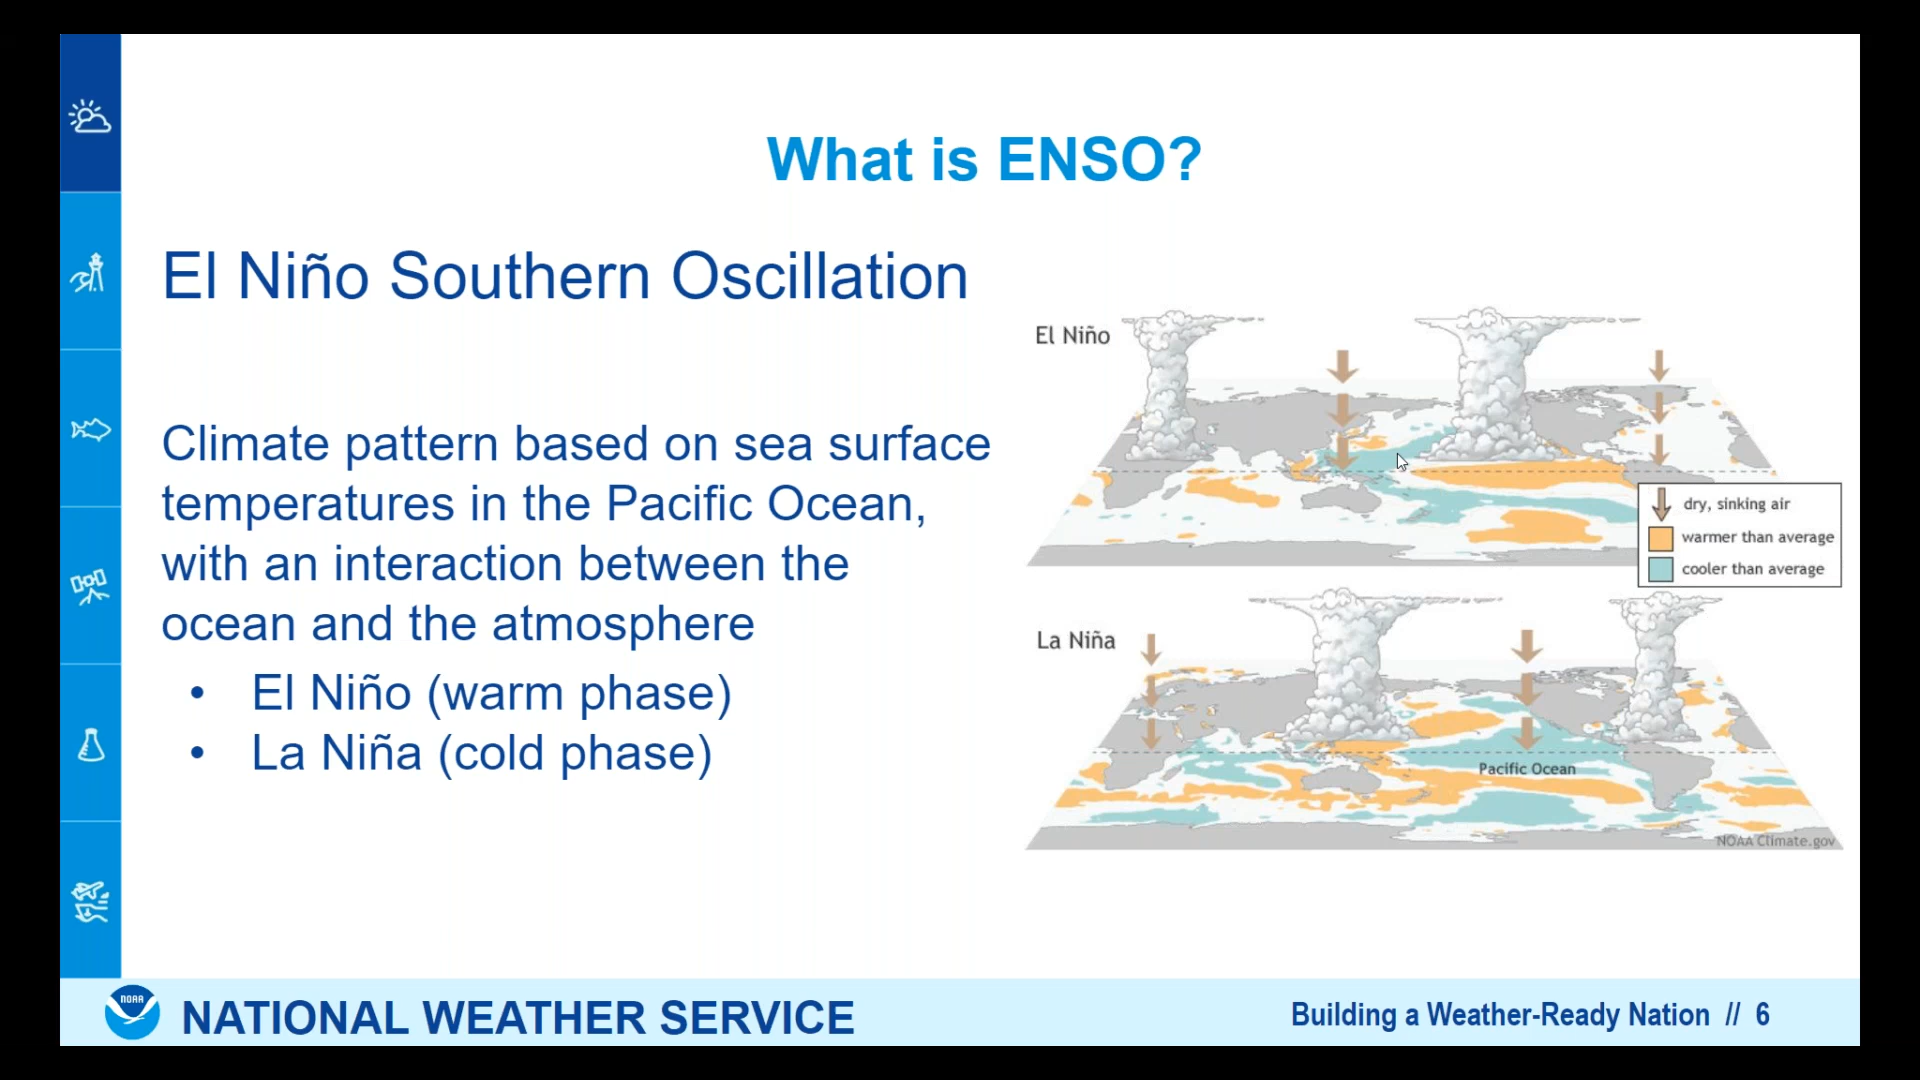 What is ENSO?
El Niño Southern Oscillation
Climate pattern based on sea surface
temperatures in the Pacific Ocean,
with an interaction between the
ocean and the atmosphere
• El Niño (warm phase)
• La Niña (cold phase)
El Niño
dry, sinking air
warmer than average
cooler than average
La Niña
Pacific Ocean
NOAA Climate.gov
NOAA
NATIONAL WEATHER SERVICE
Building a Weather-Ready Nation // 6